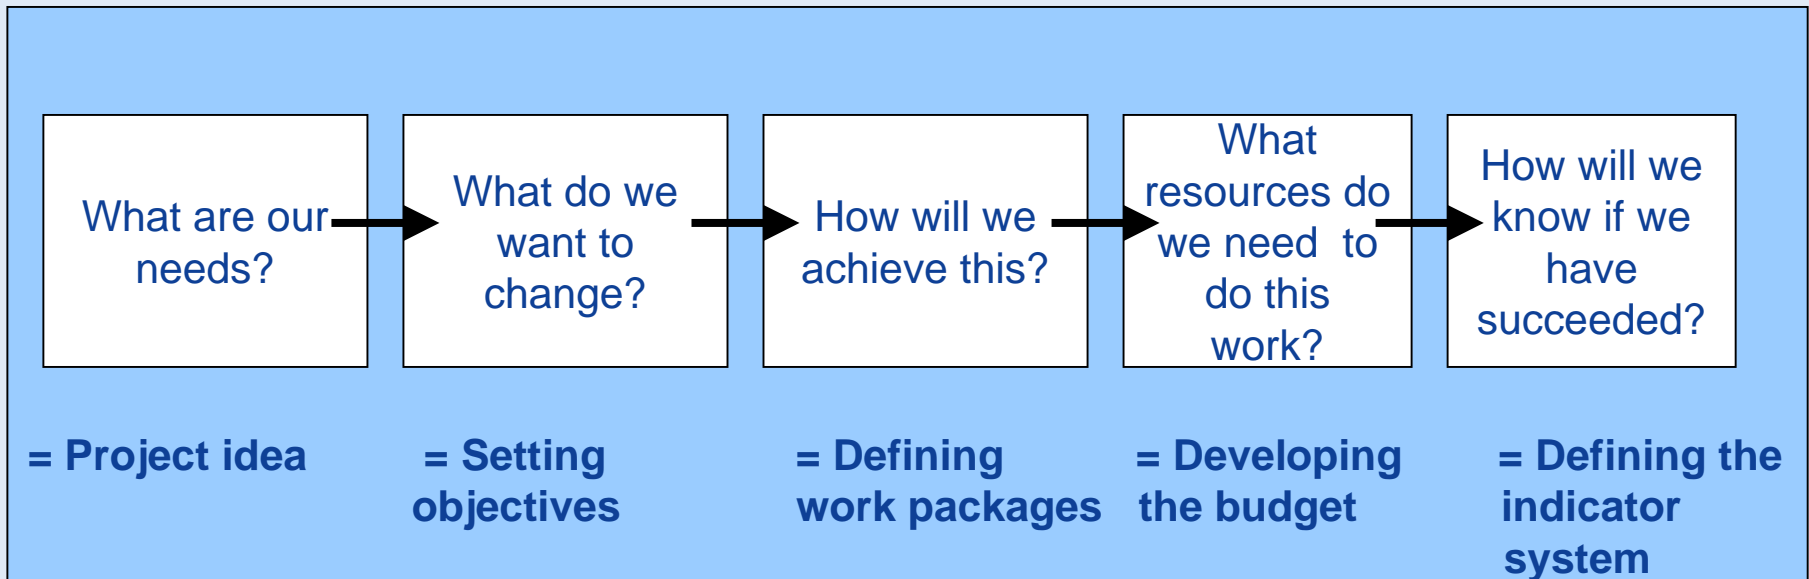 What are our
needs?
What do we
want to
change?
How will we
achieve this?
What
resources do
we need  to
do this
work?
How will we
know if we
have
succeeded?
= Project idea
= Setting
objectives
= Defining
work packages
= Developing
the budget
= Defining the
indicator
system